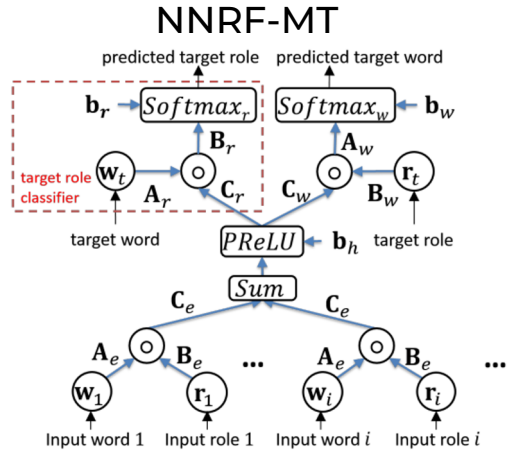 NNRF-MT
predicted target role predicted target word
b_r Softmax_r Softmax_w b_w
B_r A_w
w_t r_t
target role classifier
A_r C_r C_w B_w
target word PReLU b_h target role
Sum
C_e C_e
A_e B_e ... A_e B_e ...
w_1 r_1 w_i r_i
Input word 1 Input role 1 Input word i Input role i